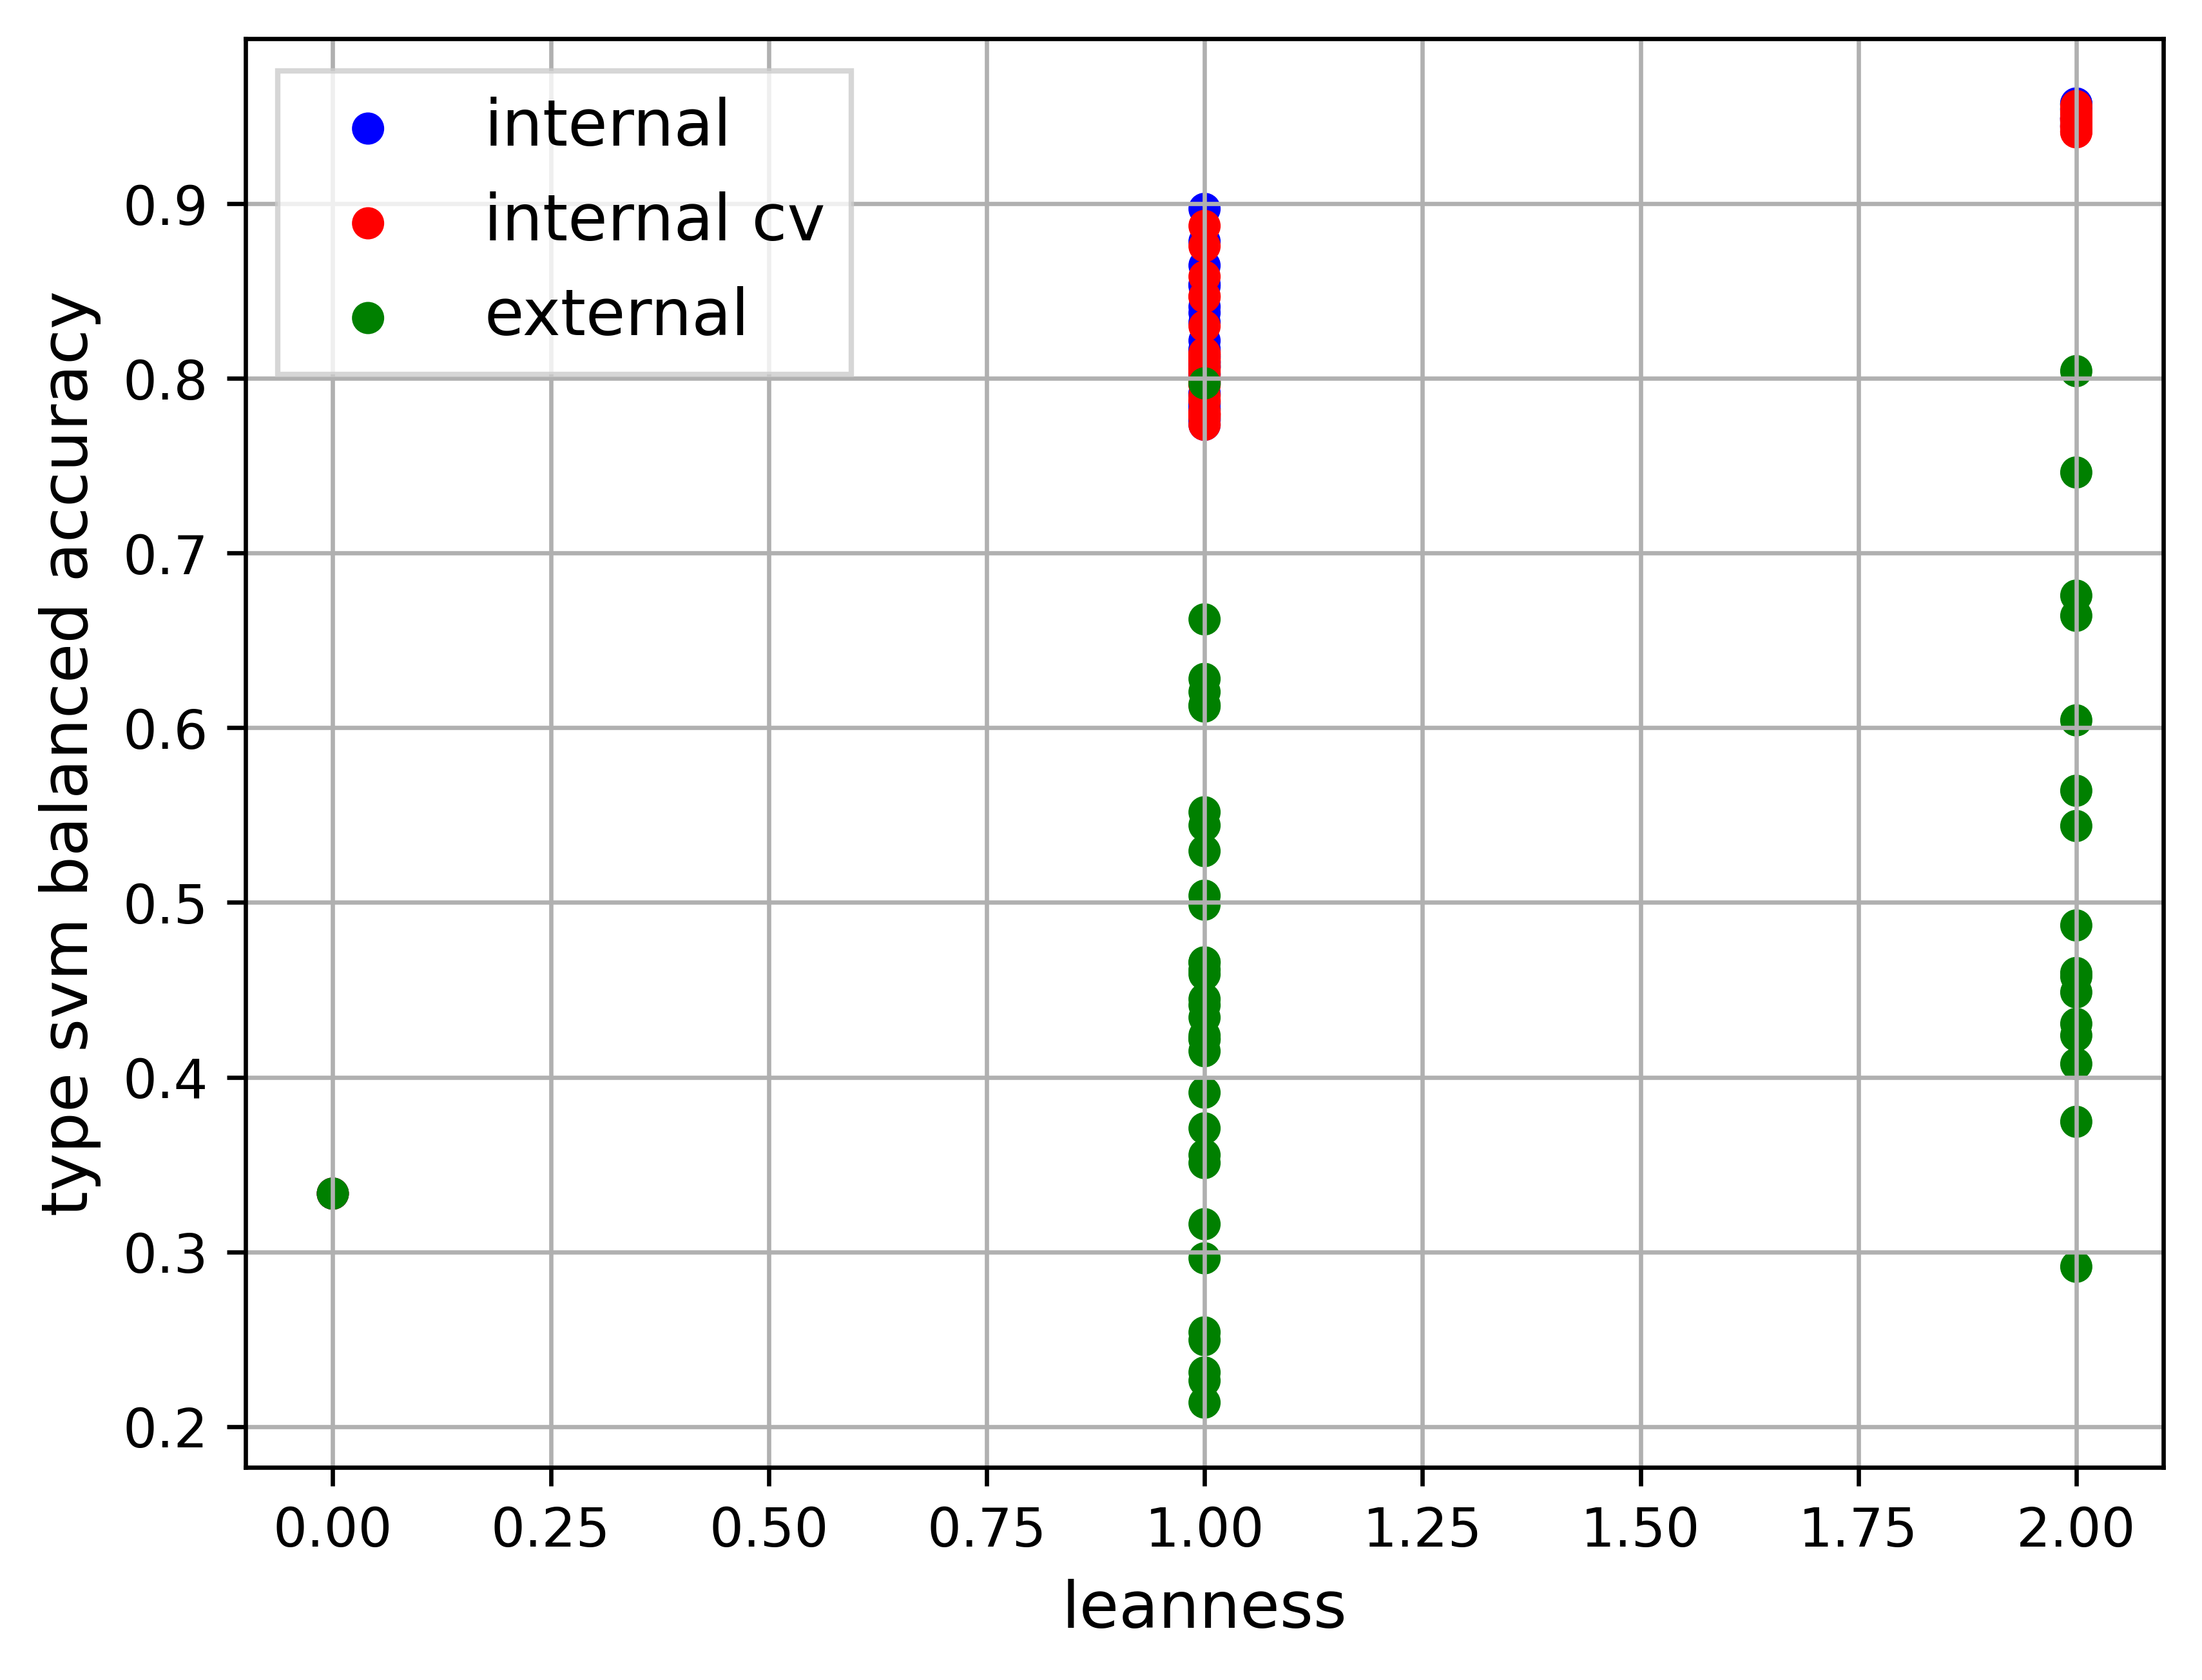 internal
internal cv
external
type svm balanced accuracy
0.9
0.8
0.7
0.6
0.5
0.4
0.3
0.2
0.00 0.25 0.50 0.75 1.00 1.25 1.50 1.75 2.00
leanness